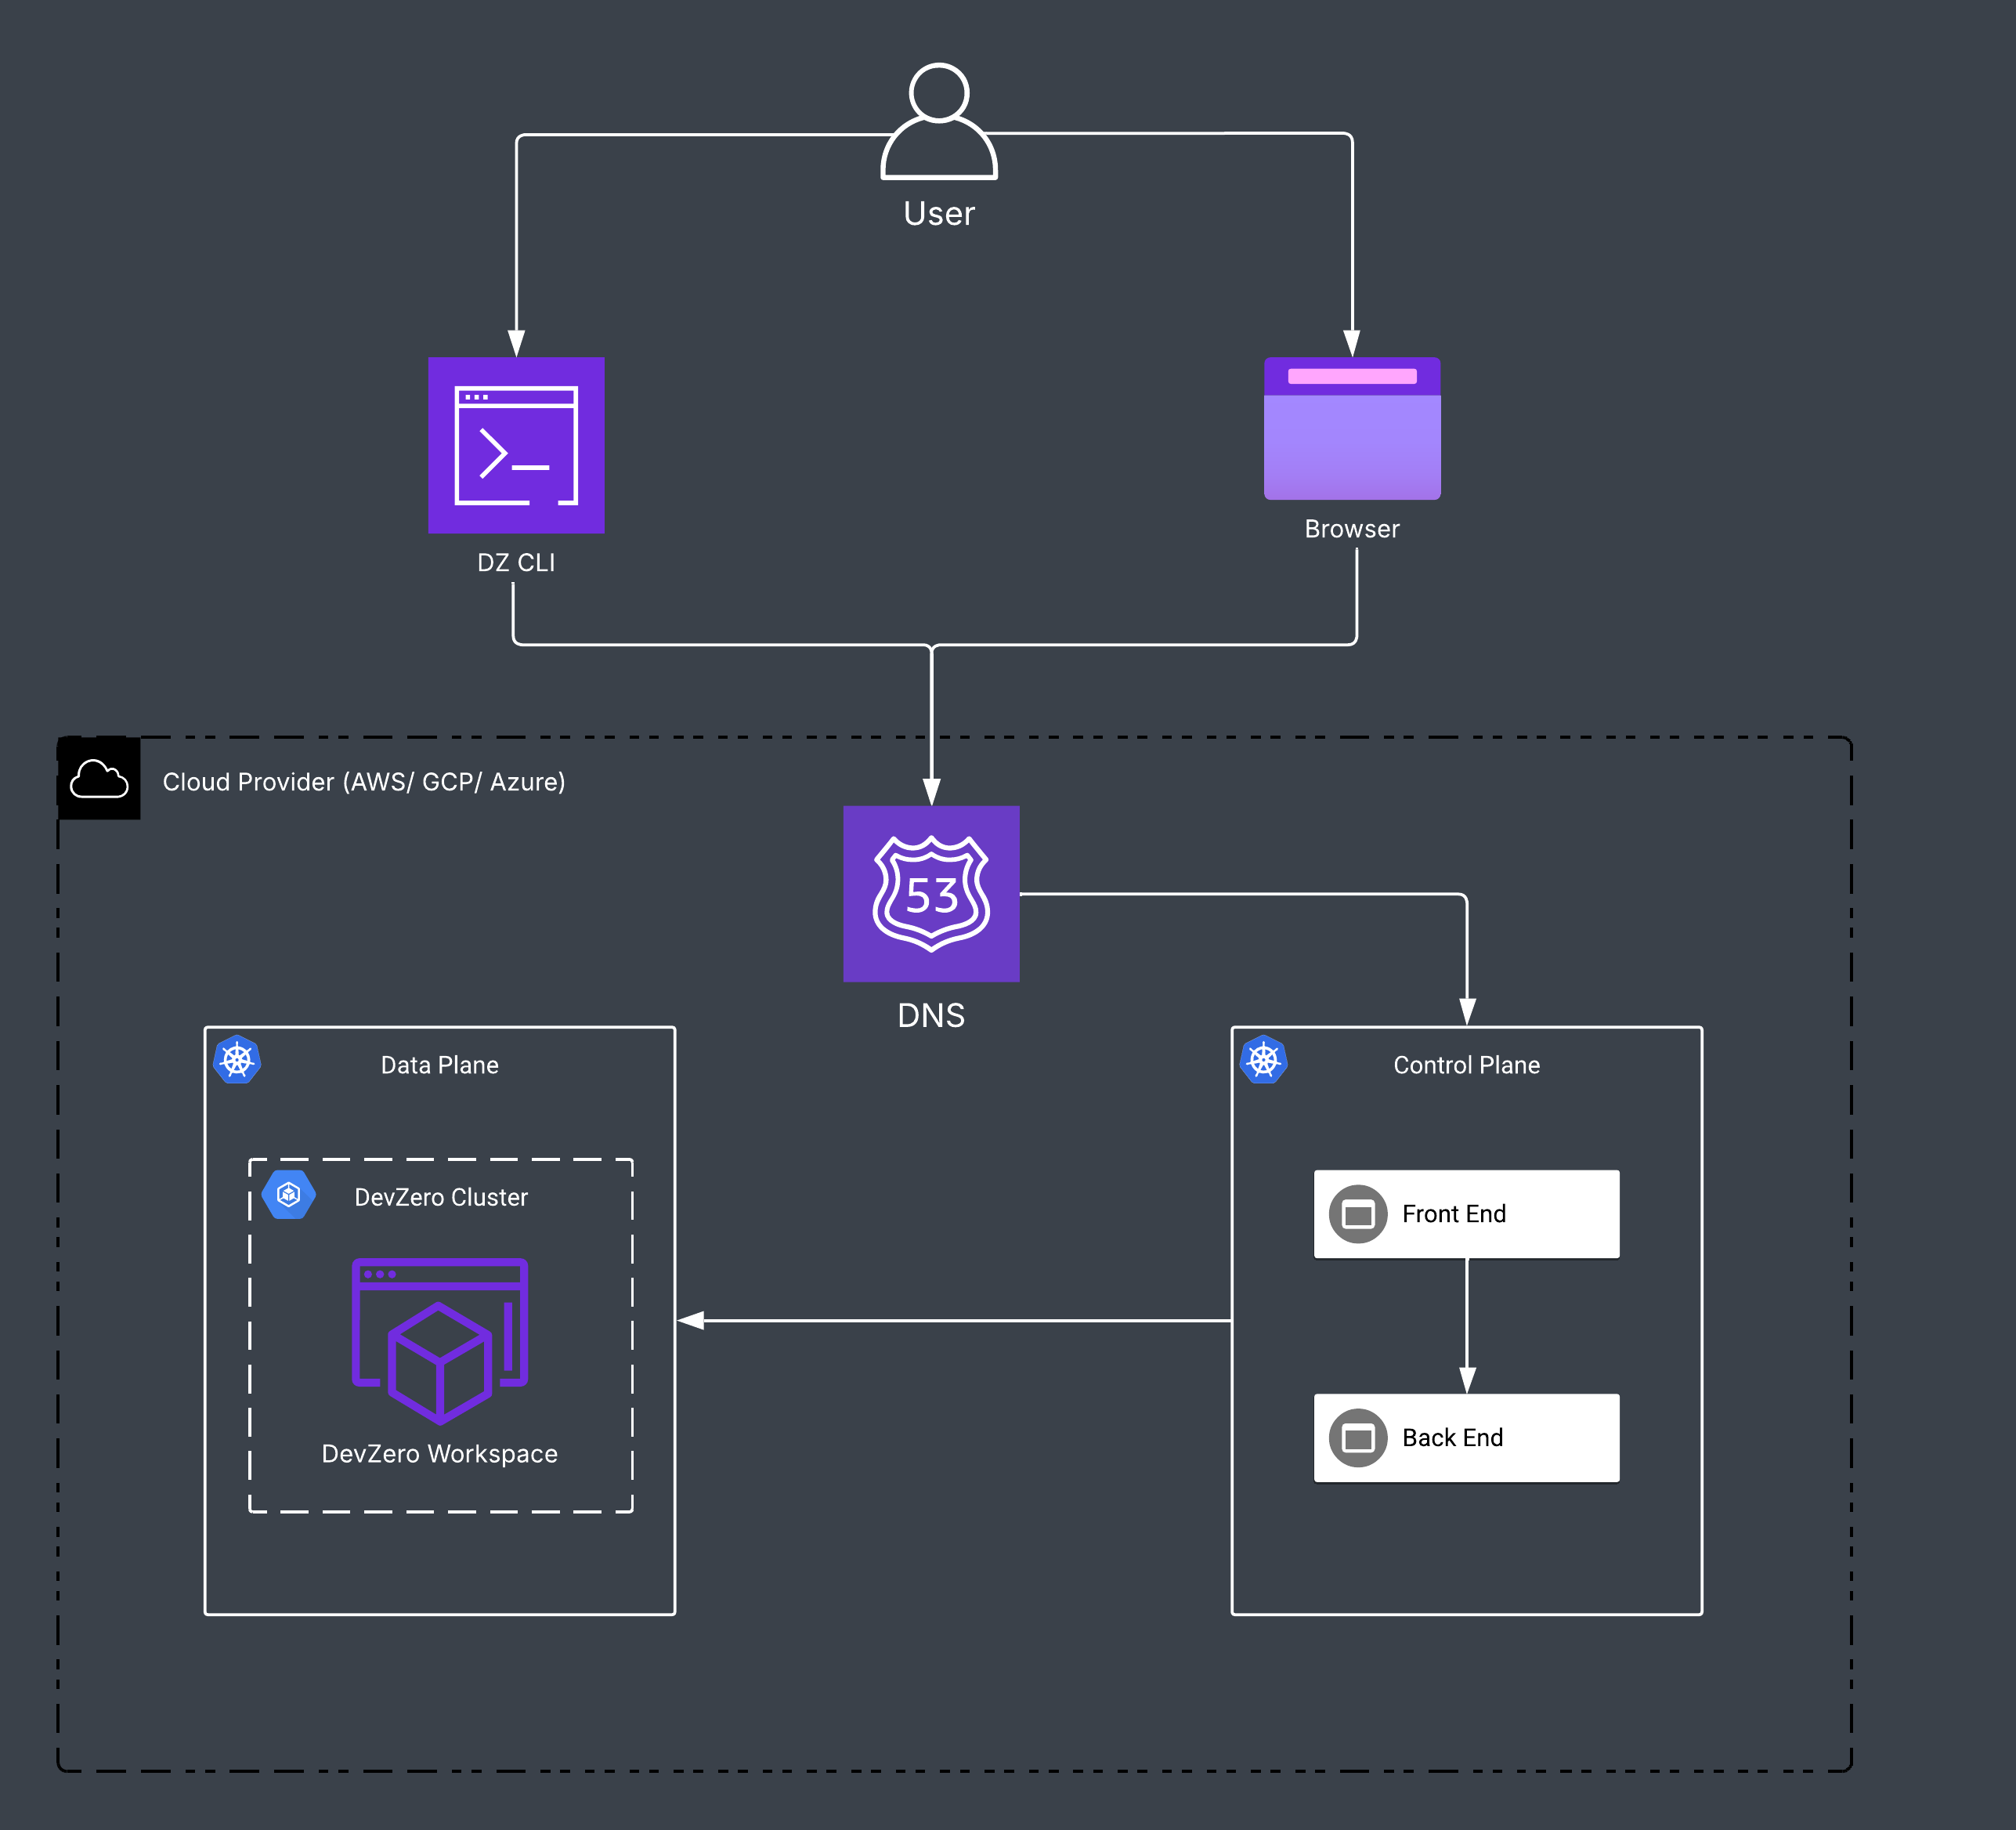 User
DZ CLI
Browser
Cloud Provider (AWS/ GCP/ Azure)
53
DNS
Data Plane
DevZero Cluster
DevZero Workspace
Control Plane
Front End
Back End